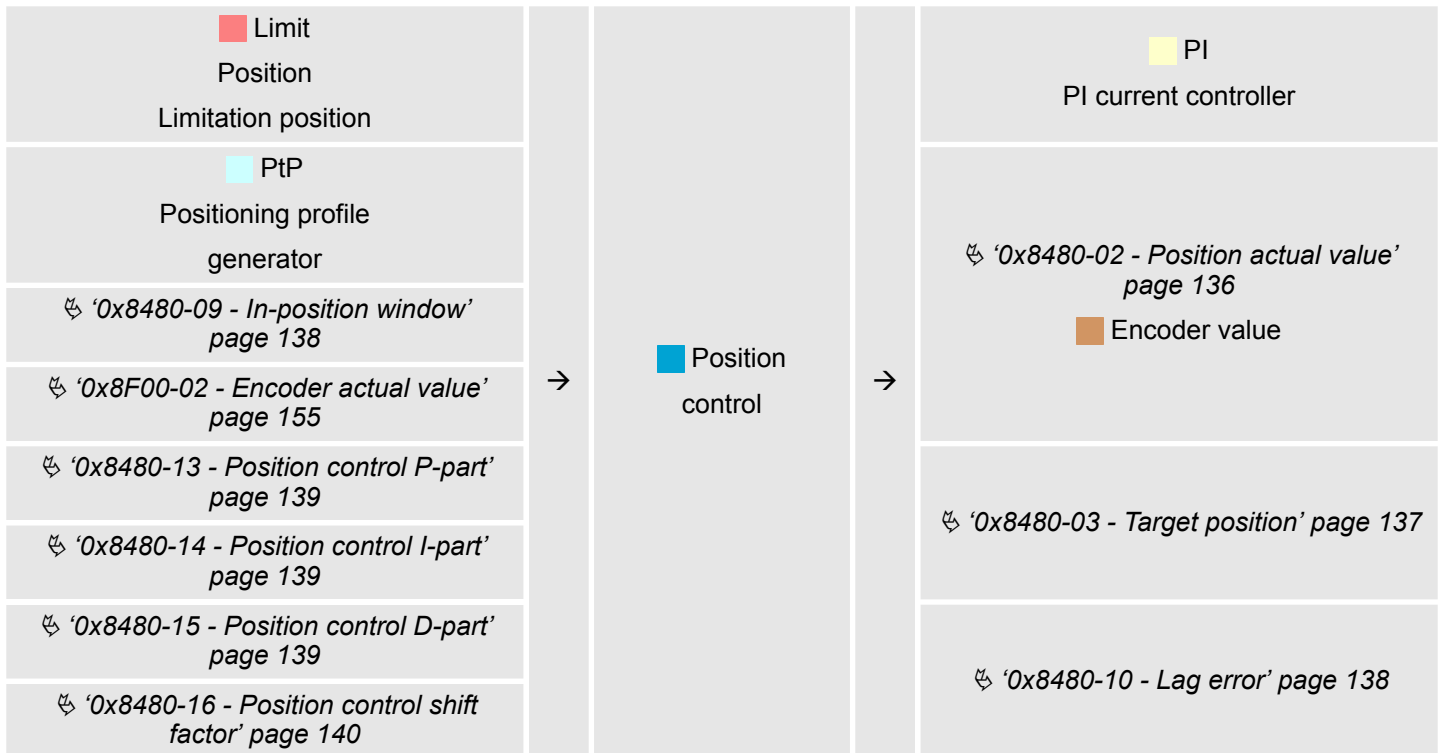 Limit
Position
Limitation position
PtP
Positioning profile
generator
‘0x8480-09 - In-position window’
page 138
‘0x8F00-02 - Encoder actual value’
page 155
‘0x8480-13 - Position control P-part’
page 139
‘0x8480-14 - Position control I-part’
page 139
‘0x8480-15 - Position control D-part’
page 139
‘0x8480-16 - Position control shift
factor’ page 140
→
Position
control
→
PI
PI current controller
‘0x8480-02 - Position actual value’
page 136
Encoder value
‘0x8480-03 - Target position’ page 137
‘0x8480-10 - Lag error’ page 138